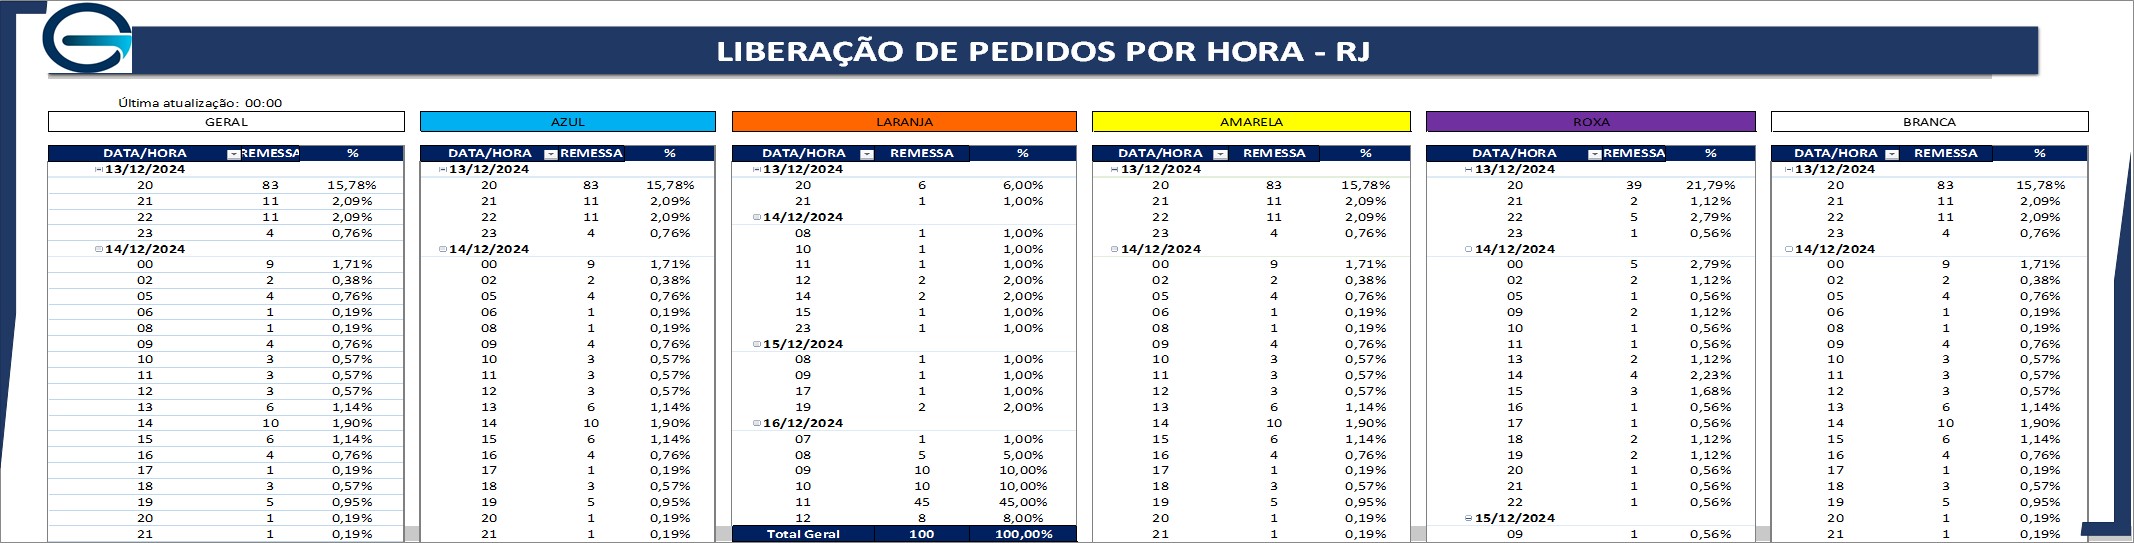 LIBERAÇÃO DE PEDIDOS POR HORA - RJ
Última atualização: 00:00
GERAL
DATA/HORA REMESSA %
13/12/2024
20 83 15,78%
21 11 2,09%
22 11 2,09%
23 4 0,76%
14/12/2024
00 9 1,71%
02 2 0,38%
05 4 0,76%
06 1 0,19%
08 1 0,19%
09 4 0,76%
10 3 0,57%
11 3 0,57%
12 3 0,57%
13 6 1,14%
14 10 1,90%
15 6 1,14%
16 4 0,76%
17 1 0,19%
18 3 0,57%
19 5 0,95%
20 1 0,19%
21 1 0,19%
AZUL
DATA/HORA REMESSA %
13/12/2024
20 83 15,78%
21 11 2,09%
22 11 2,09%
23 4 0,76%
14/12/2024
00 9 1,71%
02 2 0,38%
05 4 0,76%
06 1 0,19%
08 1 0,19%
09 4 0,76%
10 3 0,57%
11 3 0,57%
12 3 0,57%
13 6 1,14%
14 10 1,90%
15 6 1,14%
16 4 0,76%
17 1 0,19%
18 3 0,57%
19 5 0,95%
20 1 0,19%
21 1 0,19%
LARANJA
DATA/HORA REMESSA %
13/12/2024
20 6 6,00%
21 1 1,00%
14/12/2024
08 1 1,00%
10 1 1,00%
11 1 1,00%
12 2 2,00%
14 2 2,00%
15 1 1,00%
23 1 1,00%
15/12/2024
08 1 1,00%
09 1 1,00%
17 1 1,00%
19 2 2,00%
16/12/2024
07 1 1,00%
08 5 5,00%
09 10 10,00%
10 10 10,00%
11 45 45,00%
12 8 8,00%
Total Geral 100 100,00%
AMARELA
DATA/HORA REMESSA %
13/12/2024
20 83 15,78%
21 11 2,09%
22 11 2,09%
23 4 0,76%
14/12/2024
00 9 1,71%
02 2 0,38%
05 4 0,76%
06 1 0,19%
08 1 0,19%
09 4 0,76%
10 3 0,57%
11 3 0,57%
12 3 0,57%
13 6 1,14%
14 10 1,90%
15 6 1,14%
16 4 0,76%
17 1 0,19%
18 3 0,57%
19 5 0,95%
20 1 0,19%
21 1 0,19%
ROXA
DATA/HORA REMESSA %
13/12/2024
20 39 21,79%
21 2 1,12%
22 5 2,79%
23 1 0,56%
14/12/2024
00 5 2,79%
02 2 1,12%
05 1 0,56%
09 2 1,12%
10 1 0,56%
11 1 0,56%
13 2 1,12%
14 4 2,23%
15 3 1,68%
16 1 0,56%
17 1 0,56%
18 2 1,12%
19 2 1,12%
20 1 0,56%
21 1 0,56%
22 1 0,56%
15/12/2024
09 1 0,56%
BRANCA
DATA/HORA REMESSA %
13/12/2024
20 83 15,78%
21 11 2,09%
22 11 2,09%
23 4 0,76%
14/12/2024
00 9 1,71%
02 2 0,38%
05 4 0,76%
06 1 0,19%
08 1 0,19%
09 4 0,76%
10 3 0,57%
11 3 0,57%
12 3 0,57%
13 6 1,14%
14 10 1,90%
15 6 1,14%
16 4 0,76%
17 1 0,19%
18 3 0,57%
19 5 0,95%
20 1 0,19%
21 1 0,19%